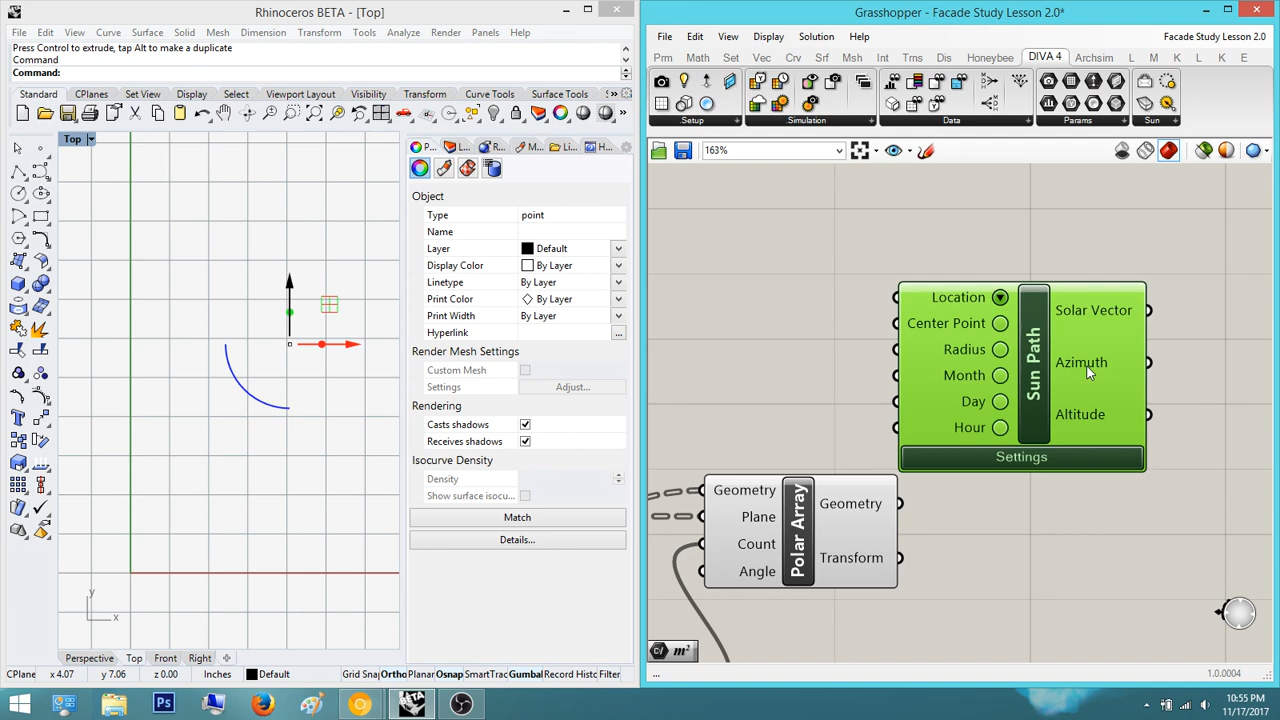 Rhinoceros BETA - [Top]
File Edit View Curve Surface Solid Mesh Dimension Transform Tools Analyze Render Panels Help
Press Control to extrude, tap Alt to make a duplicate
Command
Command:
Standard CPlanes Set View Display Select Viewport Layout Visibility Transform Curve Tools Surface Tools
Top
P... L... R... M... Li... H...
Object
Type point
Name
Layer Default
Display Color By Layer
Linetype By Layer
Print Color By Layer
Print Width By Layer
Hyperlink ...
Render Mesh Settings
Custom Mesh
Settings Adjust...
Rendering
Casts shadows
Receives shadows
Isocurve Density
Density
Show surface isocu...
Match
Details...
y
x
Perspective Top Front Right
CPlane x 4.07 y 7.06 z 0.00 Inches Default Grid Snap Ortho Planar Osnap SmartTrac Gumbal Record Histo Filter
Grasshopper - Facade Study Lesson 2.0*
File Edit View Display Solution Help Facade Study Lesson 2.0
Prm Math Set Vec Crv Srf Msh Int Trns Dis Honeybee DIVA 4 Archsim L M K L K E
.Setup .Simulation Data Params Sun
163%
Location
Center Point
Radius
Month
Day
Hour
Sun Path
Solar Vector
Azimuth
Altitude
Settings
Geometry
Plane
Count
Angle
Polar Array
Geometry
Transform
m²
... 1.0.0004
Ps
BETA
10:55 PM
11/17/2017